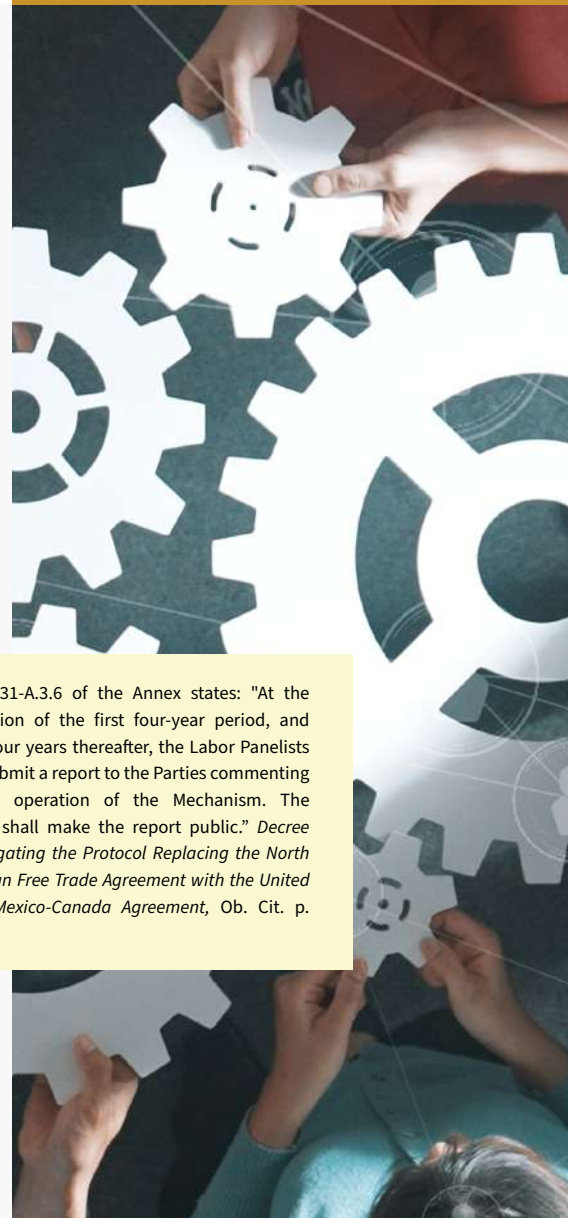 31-A.3.6 of the Annex states: "At the
tion of the first four-year period, and
our years thereafter, the Labor Panelists
bmit a report to the Parties commenting
operation of the Mechanism. The
shall make the report public.” Decree
gating the Protocol Replacing the North
n Free Trade Agreement with the United
Mexico-Canada Agreement, Ob. Cit. p.